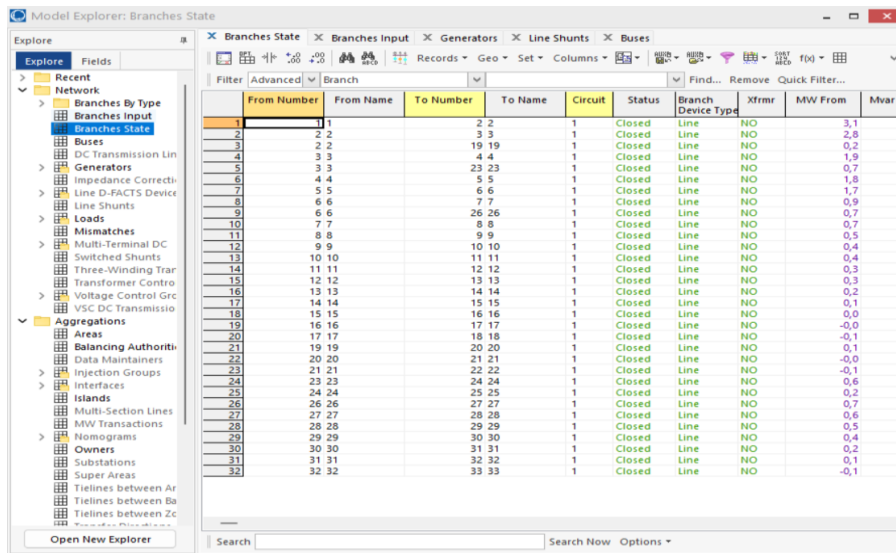 Model Explorer: Branches State
Explore
Explore Fields
Recent
Network
Branches By Type
Branches Input
Branches State
Buses
DC Transmission Lin
Generators
Impedance Correcti
Line D-FACTS Device
Line Shunts
Loads
Mismatches
Multi-Terminal DC
Switched Shunts
Three-Winding Tran
Transformer Contro
Voltage Control Grc
VSC DC Transmissio
Aggregations
Areas
Balancing Authoriti
Data Maintainers
Injection Groups
Interfaces
Islands
Multi-Section Lines
MW Transactions
Nomograms
Owners
Substations
Super Areas
Tielines between Ar
Tielines between Ba
Tielines between Zc
Transfer Directions
Open New Explorer
Branches State Branches Input Generators Line Shunts Buses
Records Geo Set Columns f(x)
Filter Advanced Branch Find... Remove Quick Filter...
From Number From Name To Number To Name Circuit Status Branch Device Type Xfrmr MW From Mvar
1 1 1 2 2 1 Closed Line NO 3,1
2 2 2 3 3 1 Closed Line NO 2,8
3 2 2 19 19 1 Closed Line NO 0,2
4 3 3 4 4 1 Closed Line NO 1,9
5 3 3 23 23 1 Closed Line NO 0,7
6 4 4 5 5 1 Closed Line NO 1,8
7 5 5 6 6 1 Closed Line NO 1,7
8 6 6 7 7 1 Closed Line NO 0,9
9 6 6 26 26 1 Closed Line NO 0,7
10 7 7 8 8 1 Closed Line NO 0,7
11 8 8 9 9 1 Closed Line NO 0,5
12 9 9 10 10 1 Closed Line NO 0,4
13 10 10 11 11 1 Closed Line NO 0,4
14 11 11 12 12 1 Closed Line NO 0,3
15 12 12 13 13 1 Closed Line NO 0,3
16 13 13 14 14 1 Closed Line NO 0,2
17 14 14 15 15 1 Closed Line NO 0,1
18 15 15 16 16 1 Closed Line NO 0,0
19 16 16 17 17 1 Closed Line NO -0,0
20 17 17 18 18 1 Closed Line NO -0,1
21 19 19 20 20 1 Closed Line NO 0,1
22 20 20 21 21 1 Closed Line NO -0,0
23 21 21 22 22 1 Closed Line NO -0,1
24 23 23 24 24 1 Closed Line NO 0,6
25 24 24 25 25 1 Closed Line NO 0,2
26 26 26 27 27 1 Closed Line NO 0,7
27 27 27 28 28 1 Closed Line NO 0,6
28 28 28 29 29 1 Closed Line NO 0,5
29 29 29 30 30 1 Closed Line NO 0,4
30 30 30 31 31 1 Closed Line NO 0,2
31 31 31 32 32 1 Closed Line NO 0,1
32 32 32 33 33 1 Closed Line NO -0,1
Search Search Now Options